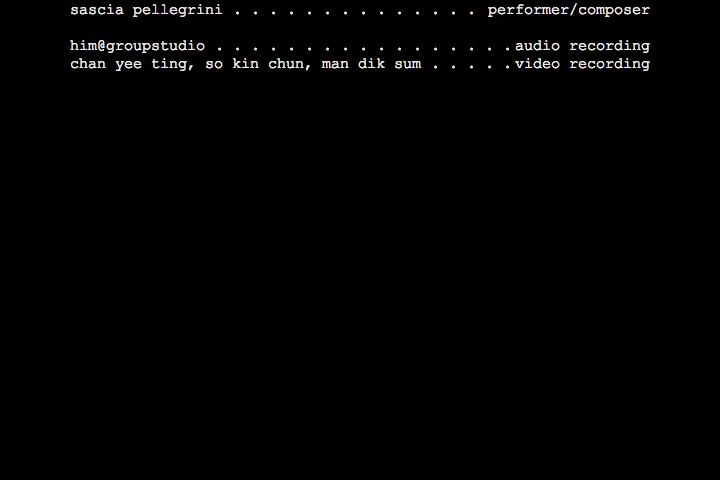 sascia pellegrini . . . . . . . . . . . . . . performer/composer
him@groupstudio . . . . . . . . . . . . . . . . .audio recording
chan yee ting, so kin chun, man dik sum . . . . .video recording